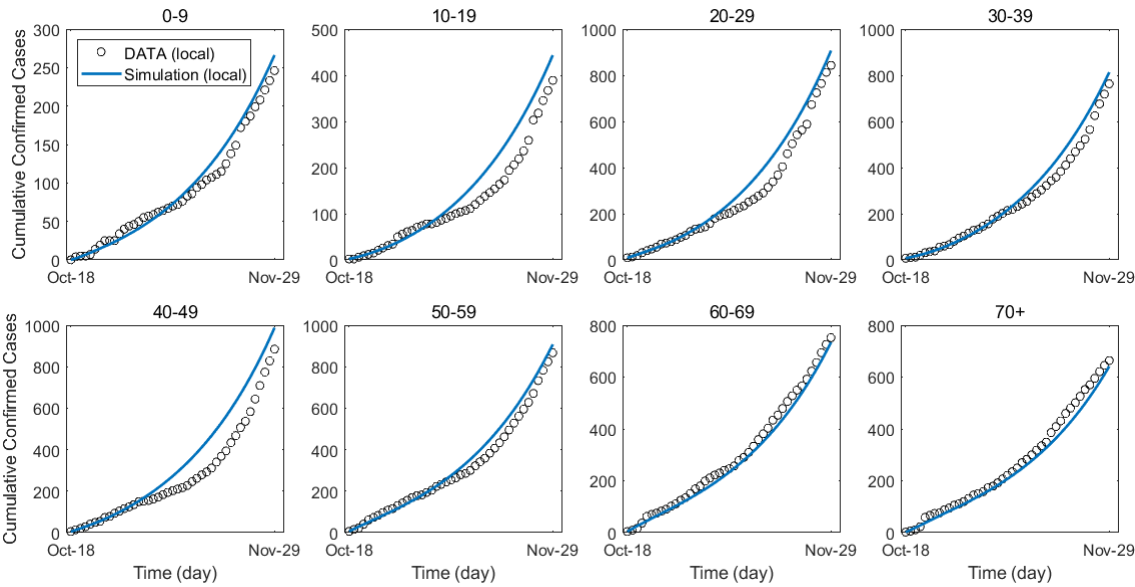 0-9
10-19
20-29
30-39
Cumulative Confirmed Cases
300
250
200
150
100
50
0
DATA (local)
Simulation (local)
Oct-18
Nov-29
500
400
300
200
100
0
Oct-18
Nov-29
1000
800
600
400
200
0
Oct-18
Nov-29
1000
800
600
400
200
0
Oct-18
Nov-29
40-49
50-59
60-69
70+
Cumulative Confirmed Cases
1000
800
600
400
200
0
Oct-18
Nov-29
Time (day)
1000
800
600
400
200
0
Oct-18
Nov-29
Time (day)
800
600
400
200
0
Oct-18
Nov-29
Time (day)
800
600
400
200
0
Oct-18
Nov-29
Time (day)